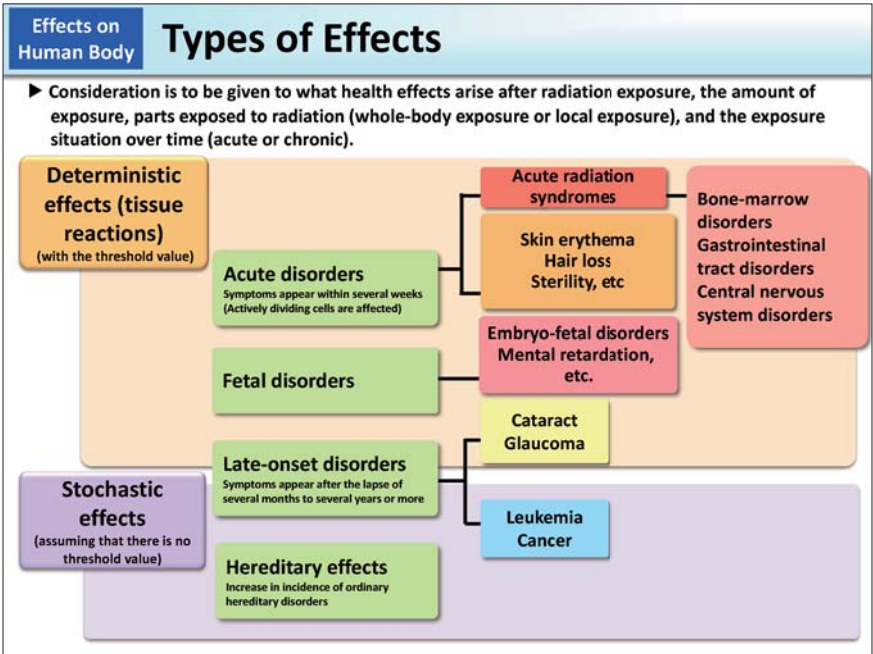 Effects on
Human Body
Types of Effects
▶ Consideration is to be given to what health effects arise after radiation exposure, the amount of
exposure, parts exposed to radiation (whole-body exposure or local exposure), and the exposure
situation over time (acute or chronic).
Deterministic
effects (tissue
reactions)
(with the threshold value)
Acute disorders
Symptoms appear within several weeks
(Actively dividing cells are affected)
Acute radiation
syndromes
Skin erythema
Hair loss
Sterility, etc
Bone-marrow
disorders
Gastrointestinal
tract disorders
Central nervous
system disorders
Fetal disorders
Embryo-fetal disorders
Mental retardation,
etc.
Late-onset disorders
Symptoms appear after the lapse of
several months to several years or more
Cataract
Glaucoma
Stochastic
effects
(assuming that there is no
threshold value)
Leukemia
Cancer
Hereditary effects
Increase in incidence of ordinary
hereditary disorders